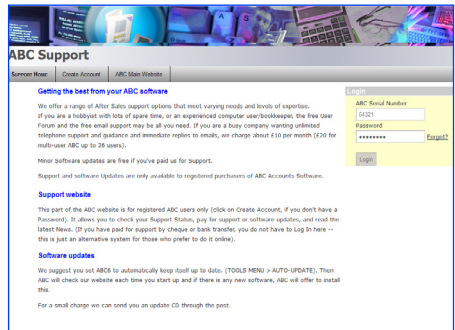 ABC Support
Support Home Create Account ABC Main Website
Getting the best from your ABC software
We offer a range of After Sales support options that meet varying needs and levels of expertise.
If you are a hobbyist with lots of spare time, or an experienced computer user/bookkeeper, the free User
Forum and the free email support may be all you need. If you are a busy company wanting unlimited
telephone support and guidance and immediate replies to emails, we charge about £10 per month (£20 for
multi-user ABC up to 26 users).
Minor Software updates are free if you've paid us for Support.
Support and software Updates are only available to registered purchasers of ABC Accounts Software.
Support website
This part of the ABC website is for registered ABC users only (click on Create Account, if you don't have a
Password). It allows you to check your Support Status, pay for support or software updates, and read the
latest News. (If you have paid for support by cheque or bank transfer, you do not have to Log In here --
this is just an alternative system for those who prefer to do it online).
Software updates
We suggest you set ABC6 to automatically keep itself up to date. (TOOLS MENU > AUTO-UPDATE). Then
ABC will check our website each time you start up and if there is any new software, ABC will offer to install
this.
For a small charge we can send you an update CD through the post.
Login
ABC Serial Number
54321
Password
••••••••
Forgot?
Login